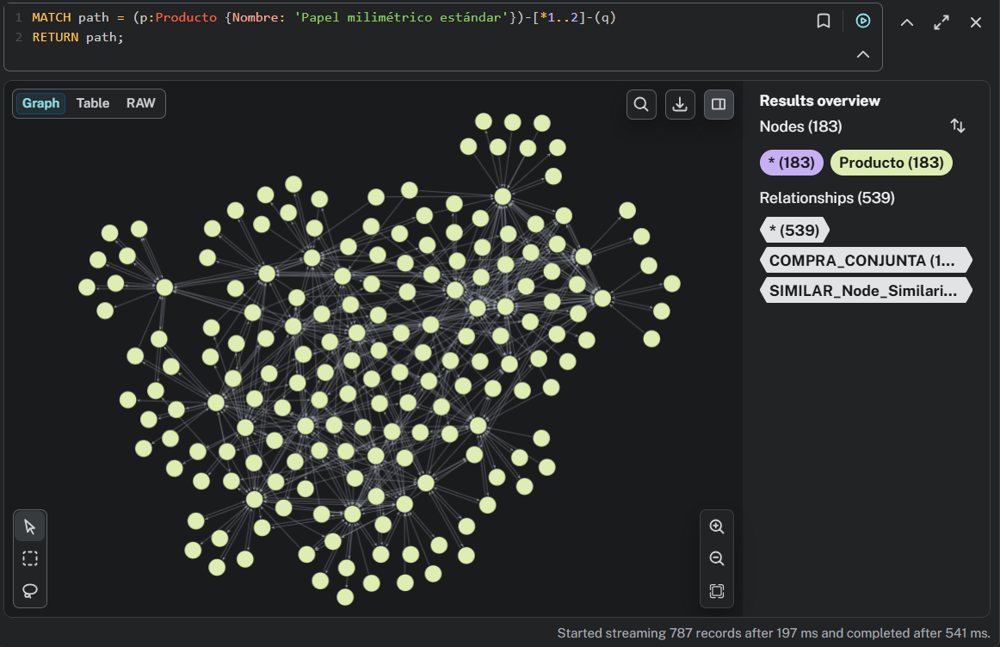 1 MATCH path = (p:Producto {Nombre: 'Papel milimétrico estándar'})-[*1..2]-(q)
2 RETURN path;
Graph Table RAW
Results overview
Nodes (183)
* (183) Producto (183)
Relationships (539)
* (539)
COMPRA_CONJUNTA (1...
SIMILAR_Node_Similari...
Started streaming 787 records after 197 ms and completed after 541 ms.